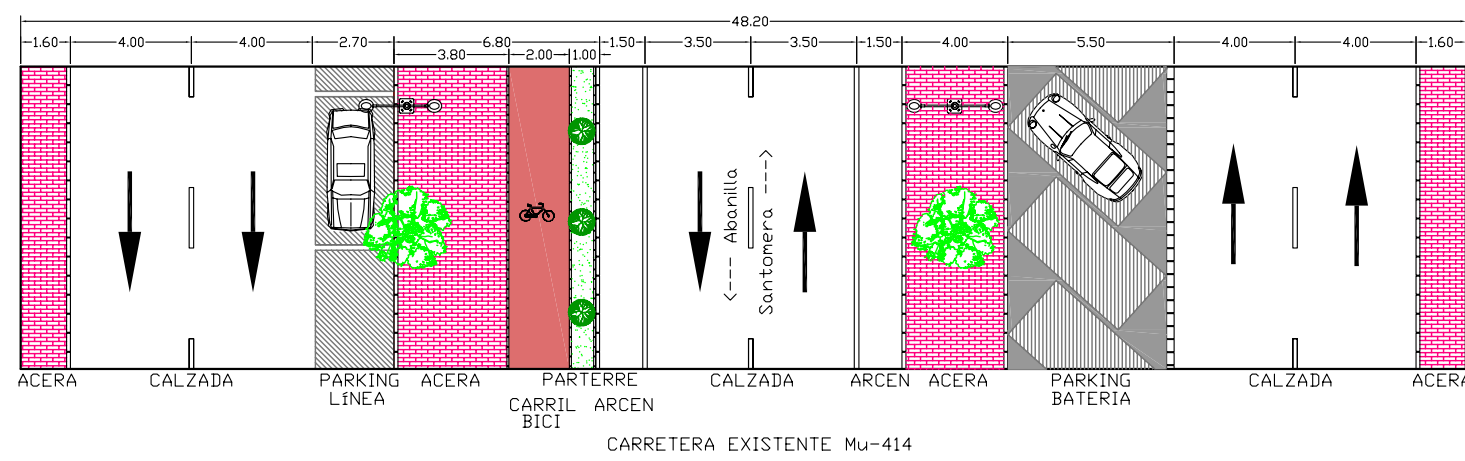 48.20
1.60 4.00 4.00 2.70 6.80 1.50 3.50 3.50 1.50 4.00 5.50 4.00 4.00 1.60
3.80 2.00 1.00
<--- Abanilla
Santomera --->
ACERA CALZADA PARKING ACERA PARTERRE CALZADA ARCEN ACERA PARKING CALZADA ACERA
LíNEA BATERIA
CARRIL ARCEN
BICI
CARRETERA EXISTENTE Mu-414